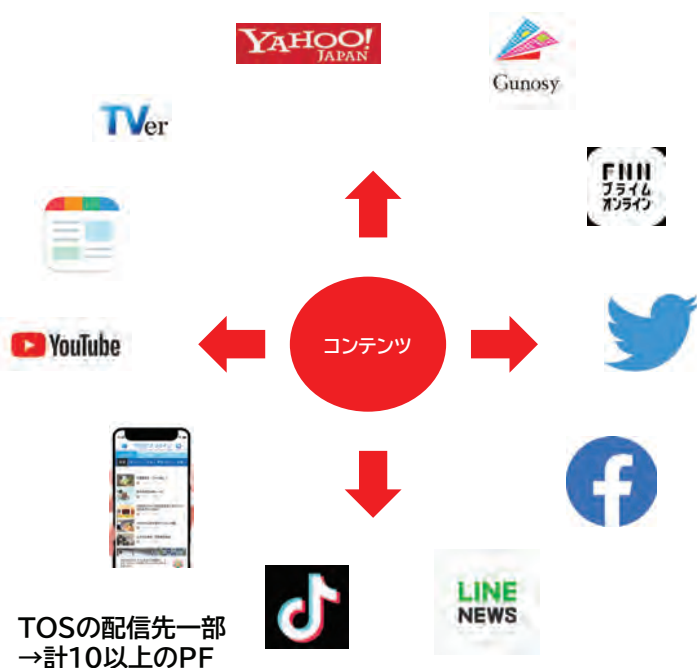 YAHOO!
JAPAN
Gunosy
TVer
FNN
プライム
オンライン
YouTube
コンテンツ
LINE
NEWS
TOSの配信先一部
→計10以上のPF